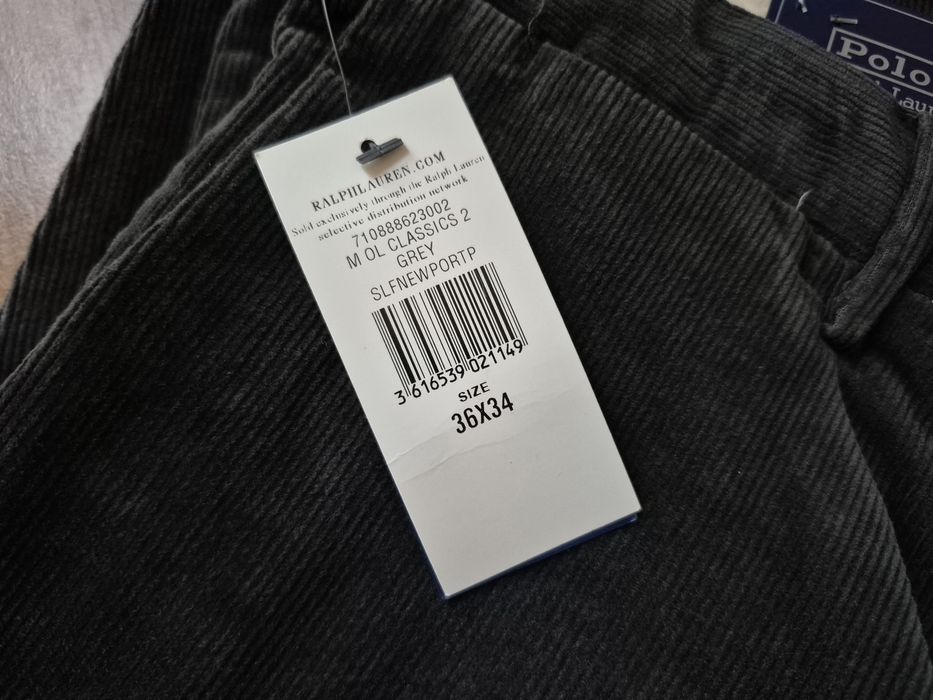 RALPHLAUREN.COM
Sold exclusively through the Ralph Lauren
selective distribution network
710888623002
M OL CLASSICS 2
GREY
SLFNEWPORTP
3 616539 021149
SIZE
36X34
Polo
Lau